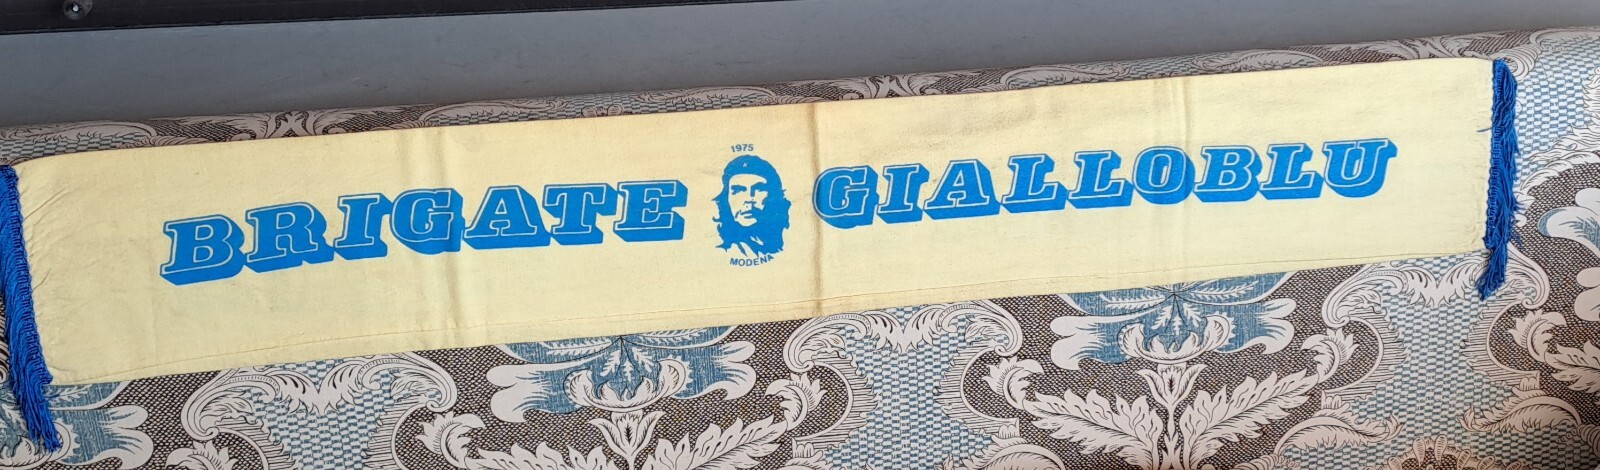 1975
BRIGATE GIALLOBLU
MODENA